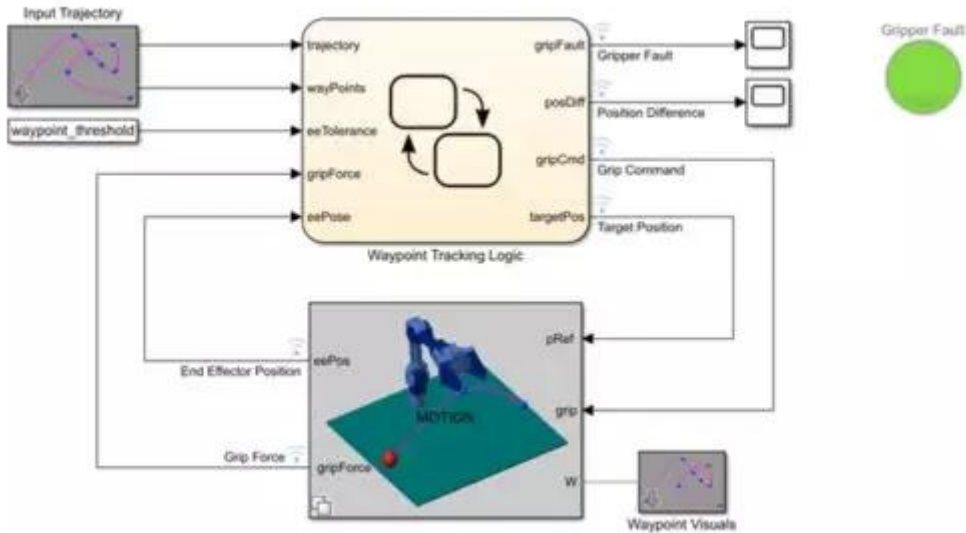 Input Trajectory
Gripper Fault
trajectory
gripFault
Gripper Fault
wayPoints
posDiff
Position Difference
waypoint_threshold
eeTolerance
gripCmd
Grip Command
gripForce
eePose
targetPos
Target Position
Waypoint Tracking Logic
pRef
eePos
End Effector Position
MOTION
grip
Grip Force
gripForce
W
Waypoint Visuals